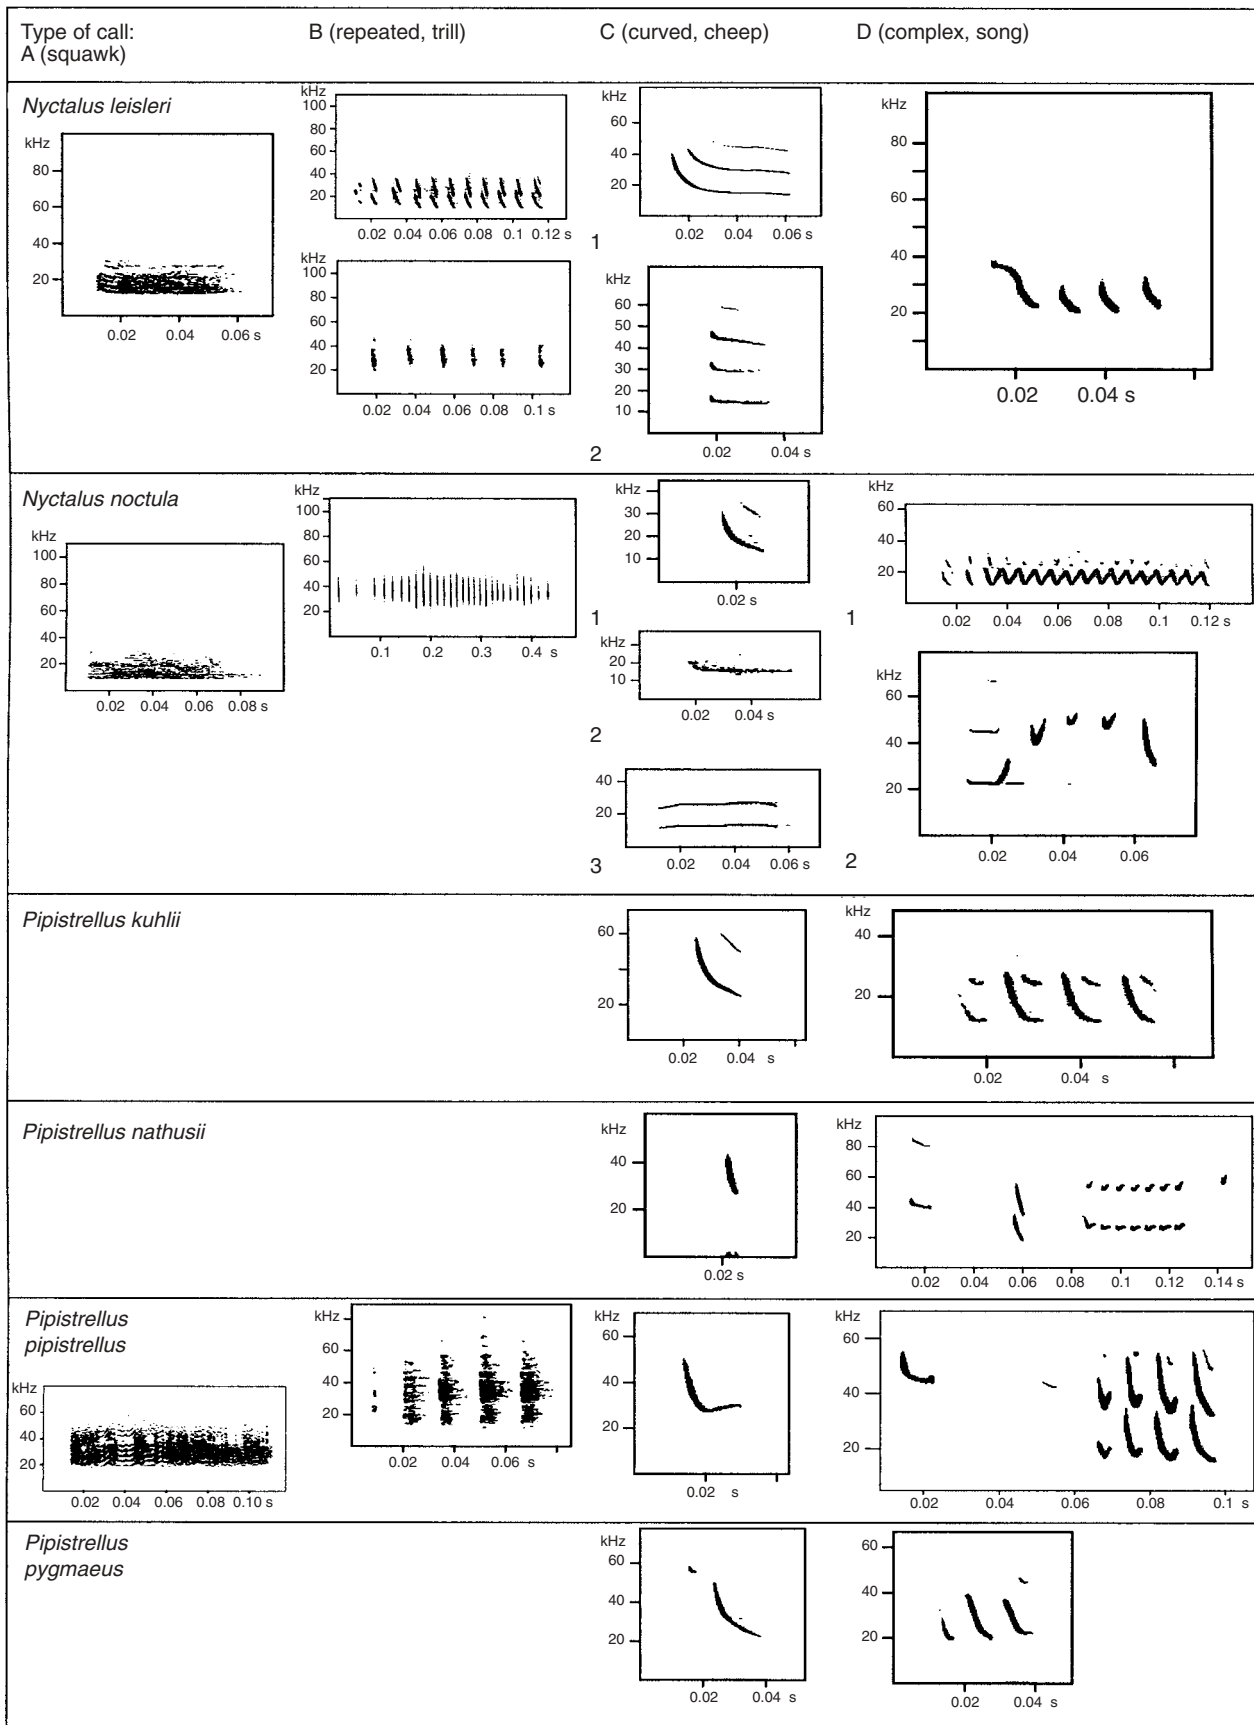 Type of call:
A (squawk)
B (repeated, trill)
C (curved, cheep)
D (complex, song)
Nyctalus leisleri
kHz
80
60
40
20
0.02 0.04 0.06 s
kHz
100
80
60
40
20
0.02 0.04 0.06 0.08 0.1 0.12 s
kHz
100
80
60
40
20
0.02 0.04 0.06 0.08 0.1 s
kHz
60
40
20
0.02 0.04 0.06 s
1
kHz
60
50
40
30
20
10
0.02 0.04 s
2
kHz
80
60
40
20
0.02 0.04 s
Nyctalus noctula
kHz
100
80
60
40
20
0.02 0.04 0.06 0.08 s
kHz
100
80
60
40
20
0.1 0.2 0.3 0.4 s
kHz
30
20
10
0.02 s
1
kHz
20
10
0.02 0.04 s
2
kHz
40
20
0.02 0.04 0.06 s
3
kHz
60
40
20
0.02 0.04 0.06 0.08 0.1 0.12 s
1
kHz
60
40
20
0.02 0.04 0.06
2
Pipistrellus kuhlii
kHz
60
20
0.02 0.04 s
kHz
40
20
0.02 0.04 s
Pipistrellus nathusii
kHz
40
20
0.02 s
kHz
80
60
40
20
0.02 0.04 0.06 0.08 0.1 0.12 0.14 s
Pipistrellus
pipistrellus
kHz
60
40
20
0.02 0.04 0.06 0.08 0.10 s
kHz
60
40
20
0.02 0.04 0.06 s
kHz
60
40
20
0.02 s
kHz
60
40
20
0.02 0.04 0.06 0.08 0.1 s
Pipistrellus
pygmaeus
kHz
60
40
20
0.02 0.04 s
kHz
60
40
20
0.02 0.04 s